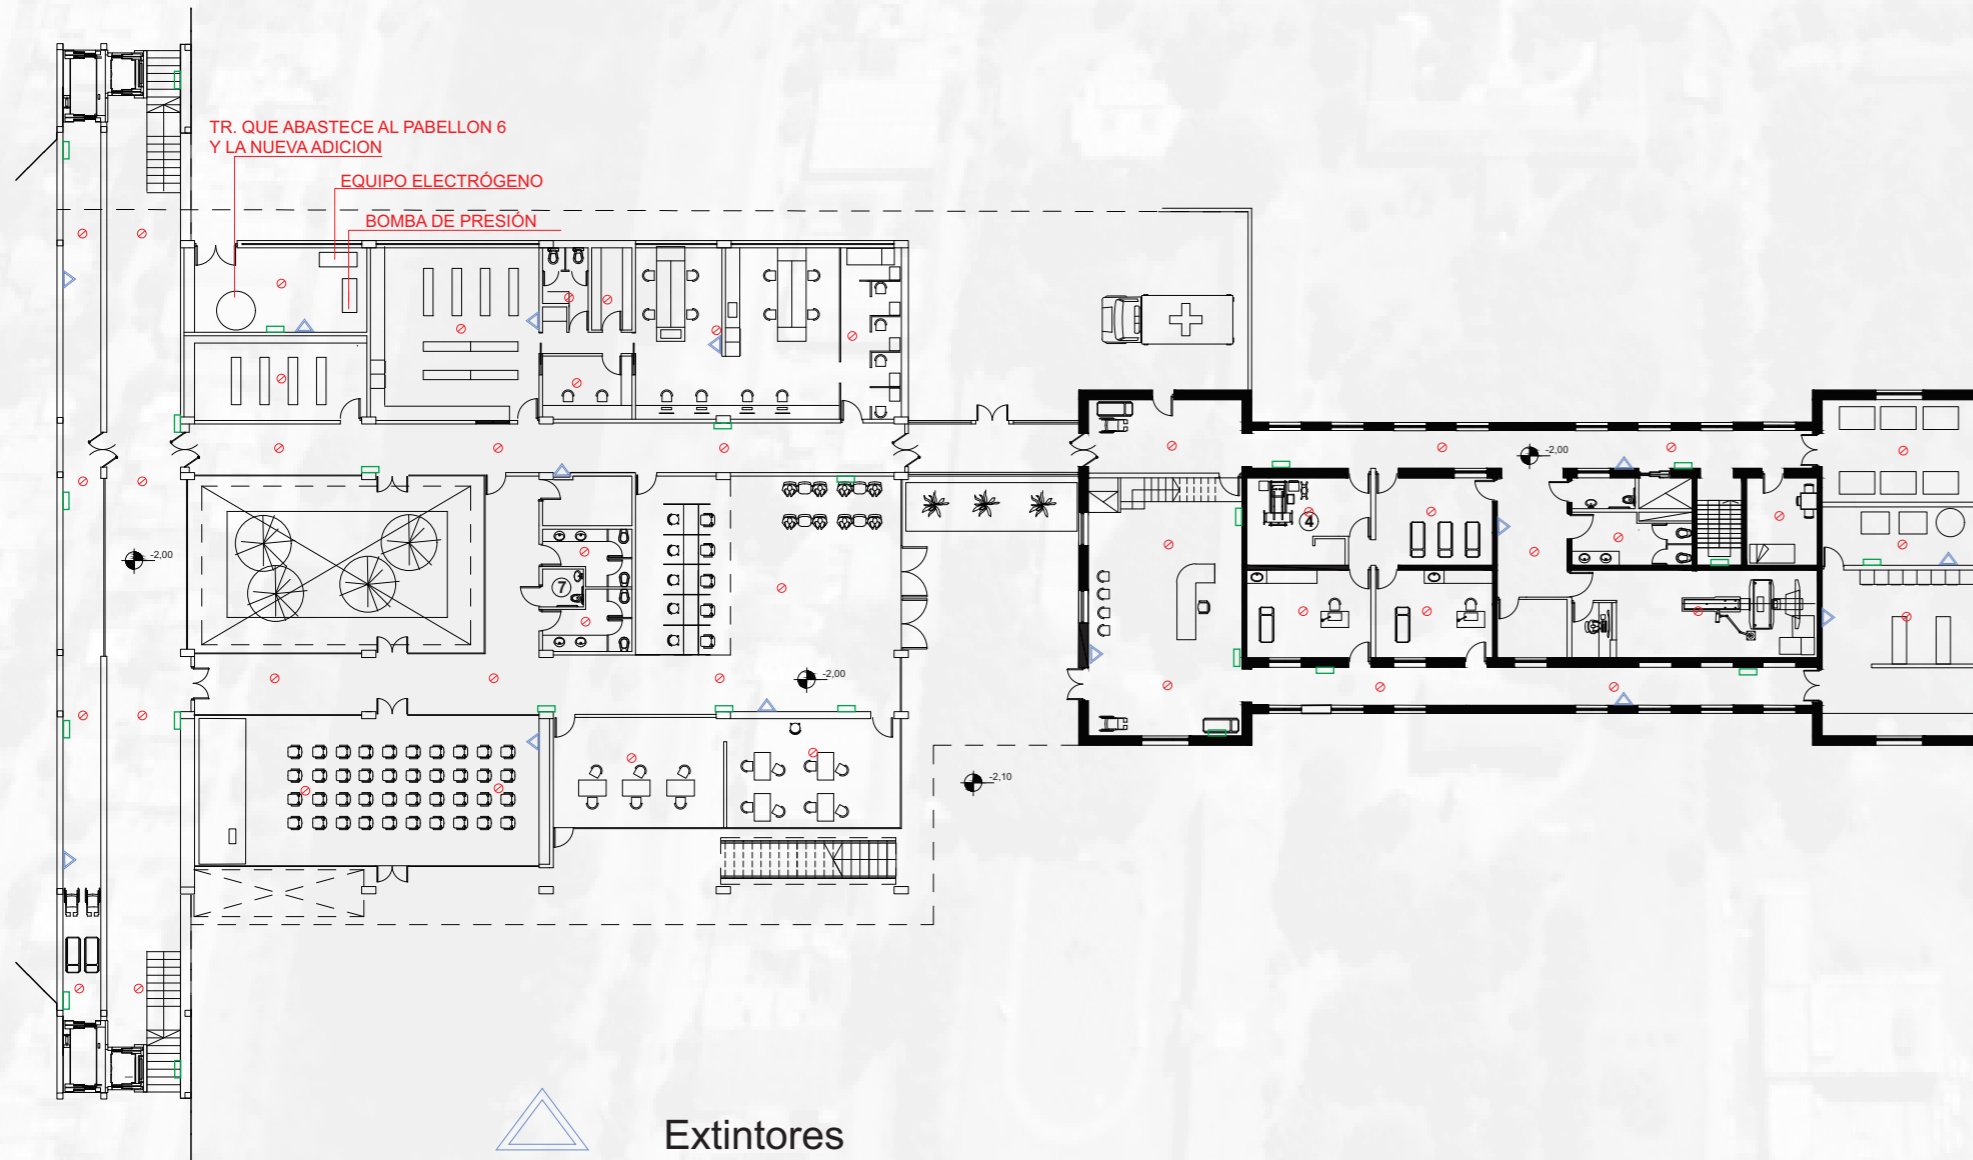 TR. QUE ABASTECE AL PABELLON 6
Y LA NUEVA ADICION
EQUIPO ELECTRÓGENO
BOMBA DE PRESIÓN
-2,00
4
-2,00
7
-2,00
-2,10
Extintores